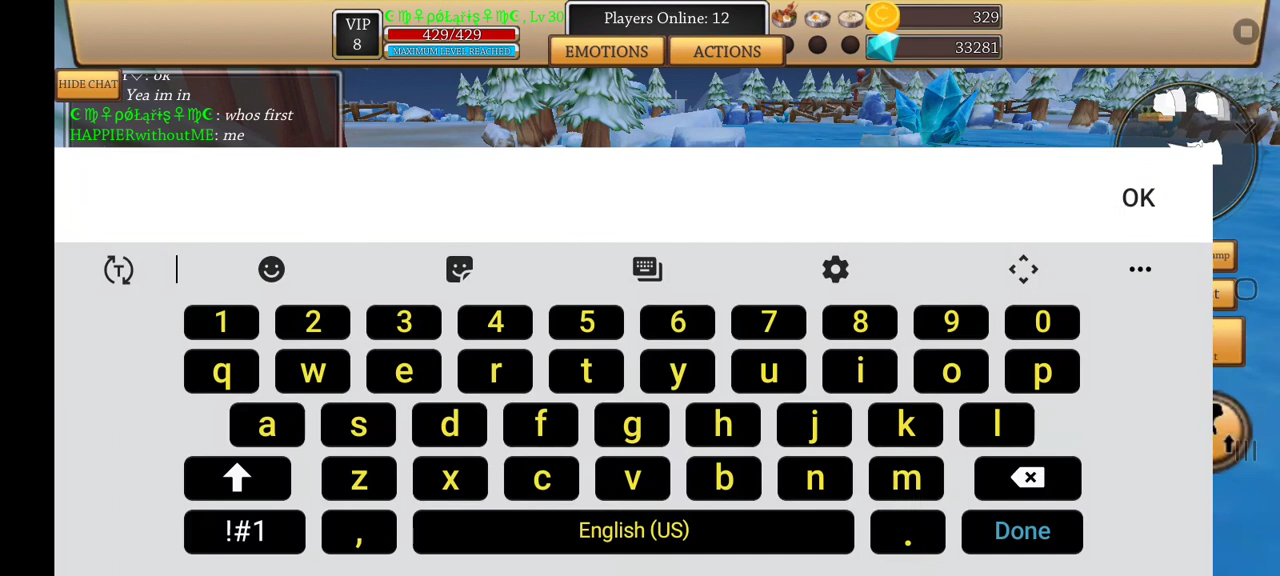 VIP
8
☪♍♀ρόŁąřɨş♀♍☪, Lv 30
429/429
MAXIMUM LEVEL REACHED
Players Online: 12
EMOTIONS
ACTIONS
329
33281
HIDE CHAT
Yea im in
☪♍♀ρόŁąřɨş♀♍☪: whos first
HAPPIERwithoutME: me
OK
1 2 3 4 5 6 7 8 9 0
q w e r t y u i o p
a s d f g h j k l
z x c v b n m
!#1 , English (US) . Done